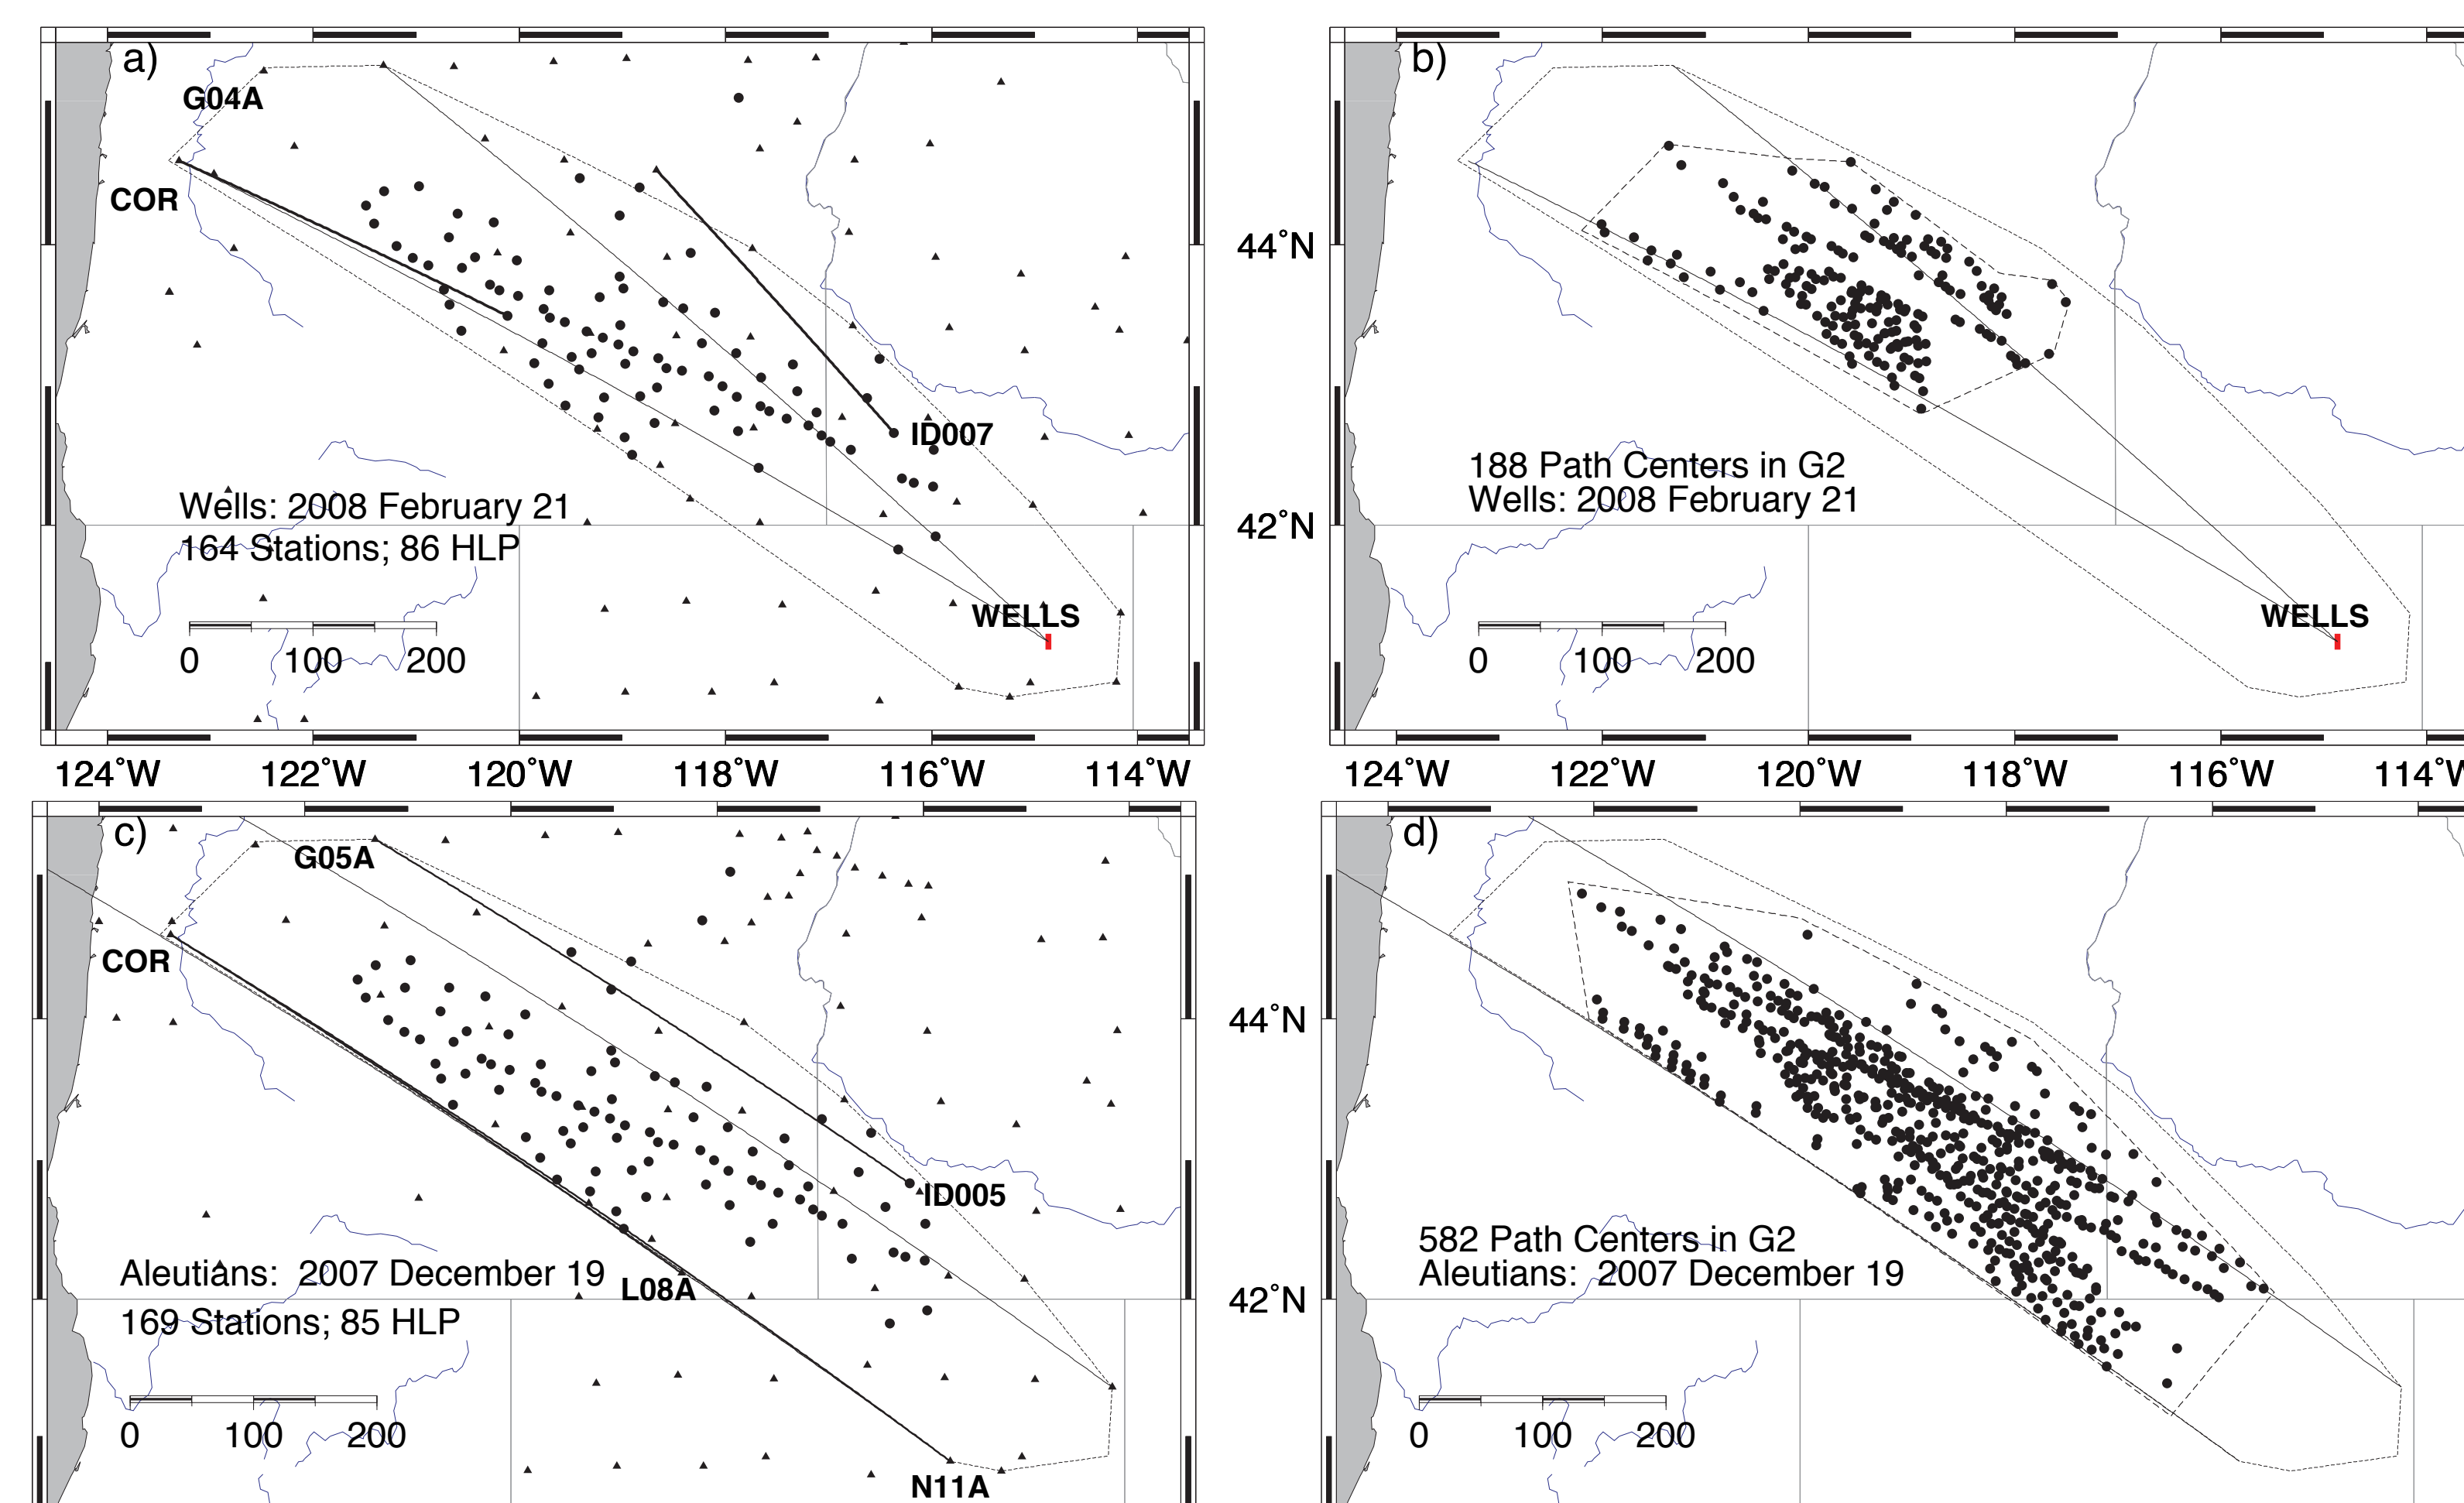 a)
G04A
COR
ID007
Wells: 2008 February 21
164 Stations; 86 HLP
WELLS
0 100 200
124°W 122°W 120°W 118°W 116°W 114°W
b)
44°N
188 Path Centers in G2
Wells: 2008 February 21
42°N
WELLS
0 100 200
124°W 122°W 120°W 118°W 116°W 114°W
c)
G05A
COR
ID005
Aleutians: 2007 December 19
L08A
169 Stations; 85 HLP
0 100 200
N11A
d)
44°N
582 Path Centers in G2
Aleutians: 2007 December 19
42°N
0 100 200